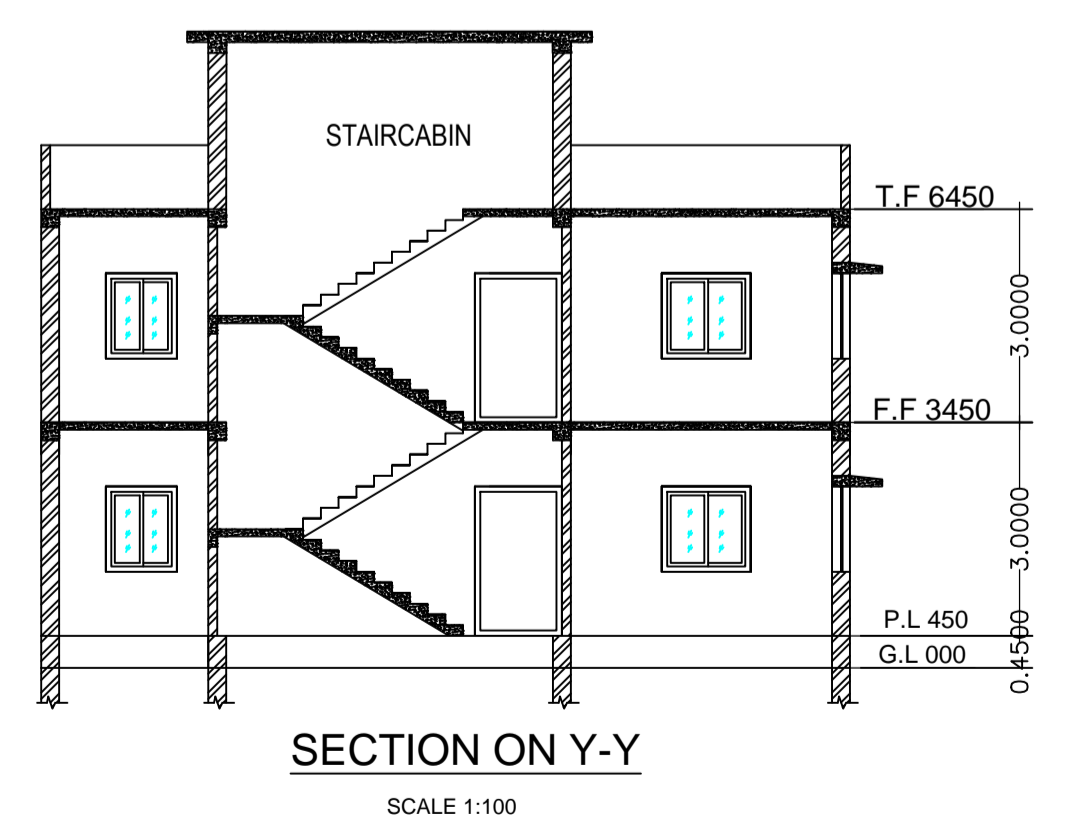 STAIRCABIN
T.F 6450
3.0000
F.F 3450
3.0000
P.L 450
G.L 000
0.4500
SECTION ON Y-Y
SCALE 1:100